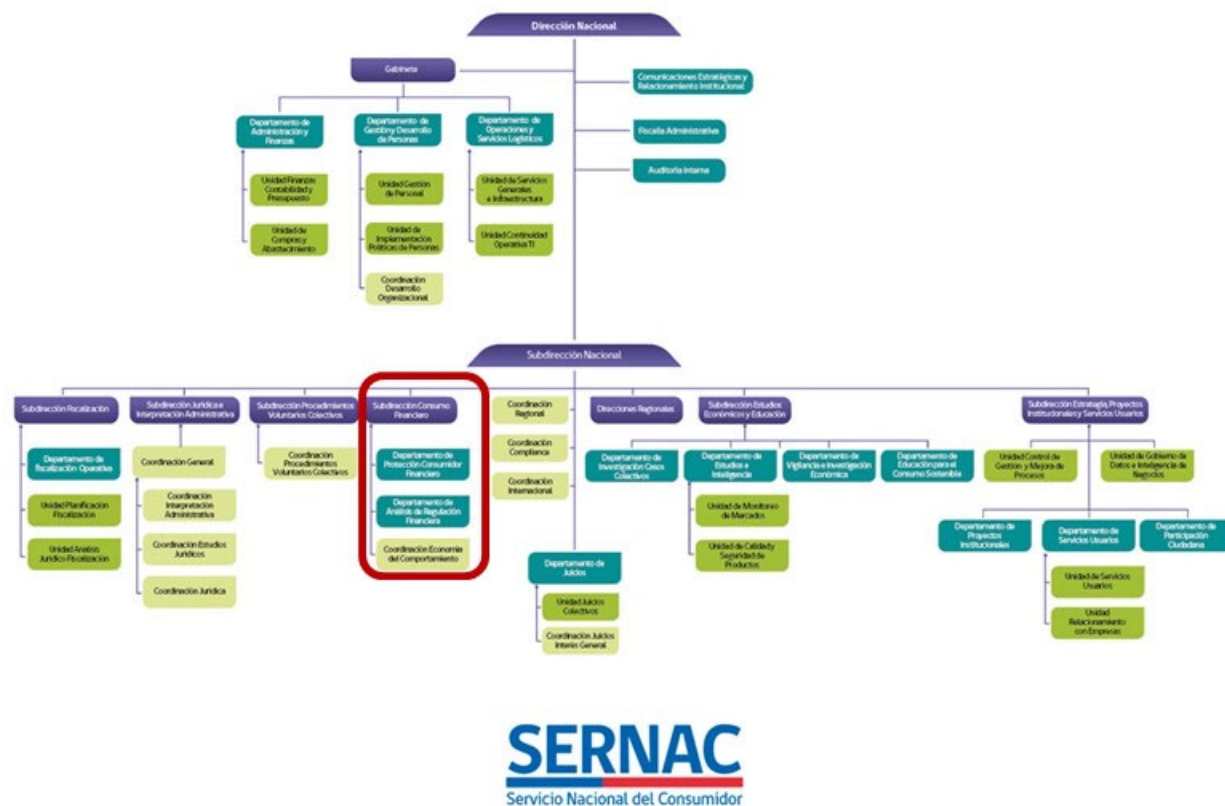 Dirección Nacional
Gabinete
Comunicaciones Estratégicas y
Relacionamiento Institucional
Fiscalía Administrativa
Auditoría Interna
Departamento de
Administración y
Finanzas
Departamento de
Gestión y Desarrollo
de Personas
Departamento de
Operaciones y
Servicios Logísticos
Unidad Finanzas
Contabilidad y
Presupuesto
Unidad de
Compras y
Abastecimiento
Unidad Gestión
de Personal
Unidad de
Implementación
Políticas de Personas
Coordinación
Desarrollo
Organizacional
Unidad de Servicios
Generales
e Infraestructura
Unidad Continuidad
Operativa TI
Subdirección Nacional
Subdirección Fiscalización
Departamento de
fiscalización Operativa
Unidad Planificación
Fiscalización
Unidad Análisis
Jurídico Fiscalización
Subdirección Jurídica e
Interpretación Administrativa
Coordinación General
Coordinación
Interpretación
Administrativa
Coordinación Estudios
Jurídicos
Coordinación Jurídica
Subdirección Procedimientos
Voluntarios Colectivos
Coordinación
Procedimientos
Voluntarios Colectivos
Subdirección Consumo
Financiero
Departamento de
Protección Consumidor
Financiero
Departamento de
Análisis de Regulación
Financiera
Coordinación Economía
del Comportamiento
Coordinación
Regional
Coordinación
Compliance
Coordinación
Internacional
Departamento de
Juicios
Unidad Juicios
Colectivos
Coordinación Juicios
Interés General
Direcciones Regionales
Subdirección Estudios
Económicos y Educación
Departamento de
Investigación Casos
Colectivos
Departamento de
Estudios e
Inteligencia
Departamento de
Vigilancia e Investigación
Económica
Departamento de
Educación para el
Consumo Sostenible
Unidad de Monitoreo
de Mercados
Unidad de Calidad y
Seguridad de
Productos
Subdirección Estrategia, Proyectos
Institucionales y Servicios Usuarios
Unidad Control de
Gestión y Mejora de
Procesos
Unidad de Gobierno de
Datos e Inteligencia de
Negocios
Departamento de
Proyectos
Institucionales
Departamento de
Servicios Usuarios
Departamento de
Participación
Ciudadana
Unidad de Servicios
Usuarios
Unidad
Relacionamiento
con Empresas
SERNAC
Servicio Nacional del Consumidor